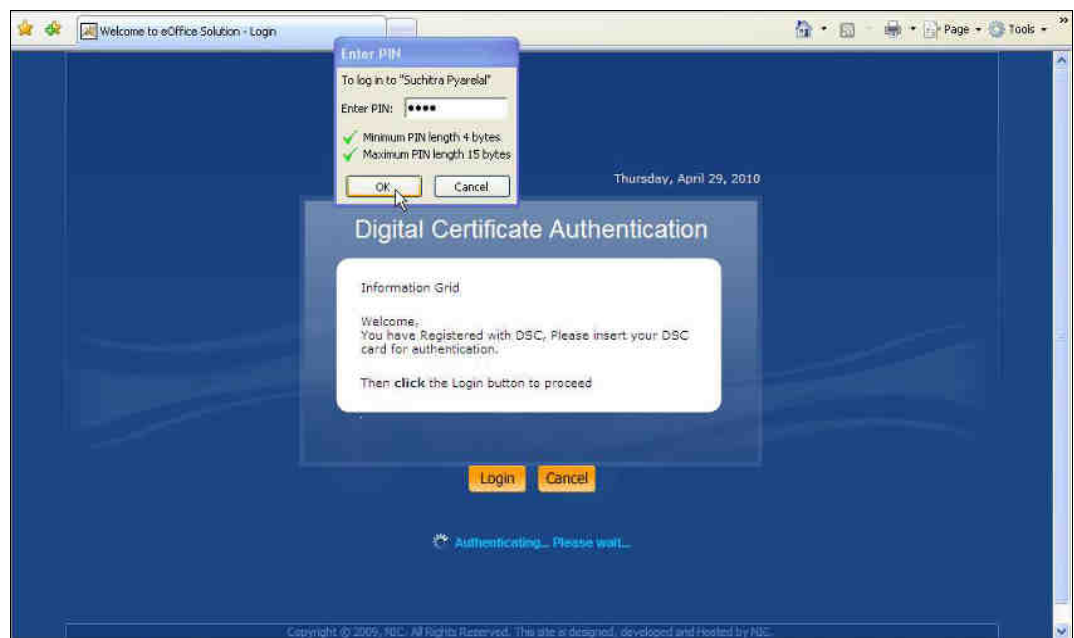 Welcome to eOffice Solution - Login
Page
Tools
»
Enter PIN
To log in to "Suchitra Pyarelal"
Enter PIN: ●●●●
Minimum PIN length 4 bytes
Maximum PIN length 15 bytes
OK Cancel
Thursday, April 29, 2010
Digital Certificate Authentication
Information Grid
Welcome,
You have Registered with DSC, Please insert your DSC
card for authentication.
Then click the Login button to proceed
Login Cancel
Authenticating... Please wait...
Copyright © 2009, NIC. All Rights Reserved. This site is designed, developed and Hosted by NIC.